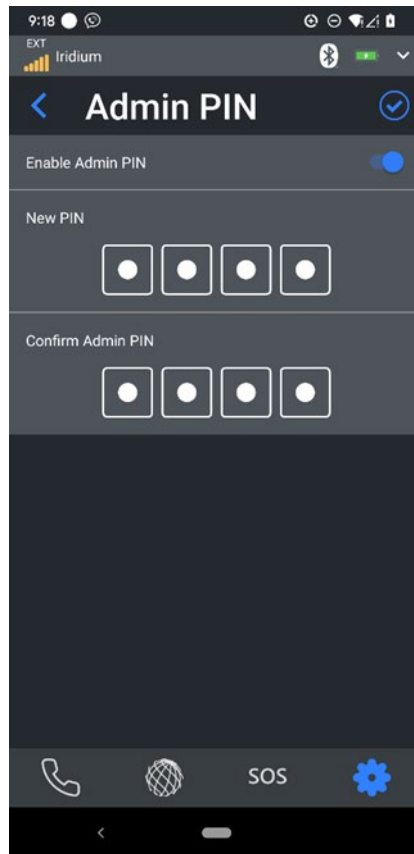 9:18
EXT
Iridium
Admin PIN
Enable Admin PIN
New PIN
Confirm Admin PIN
SOS